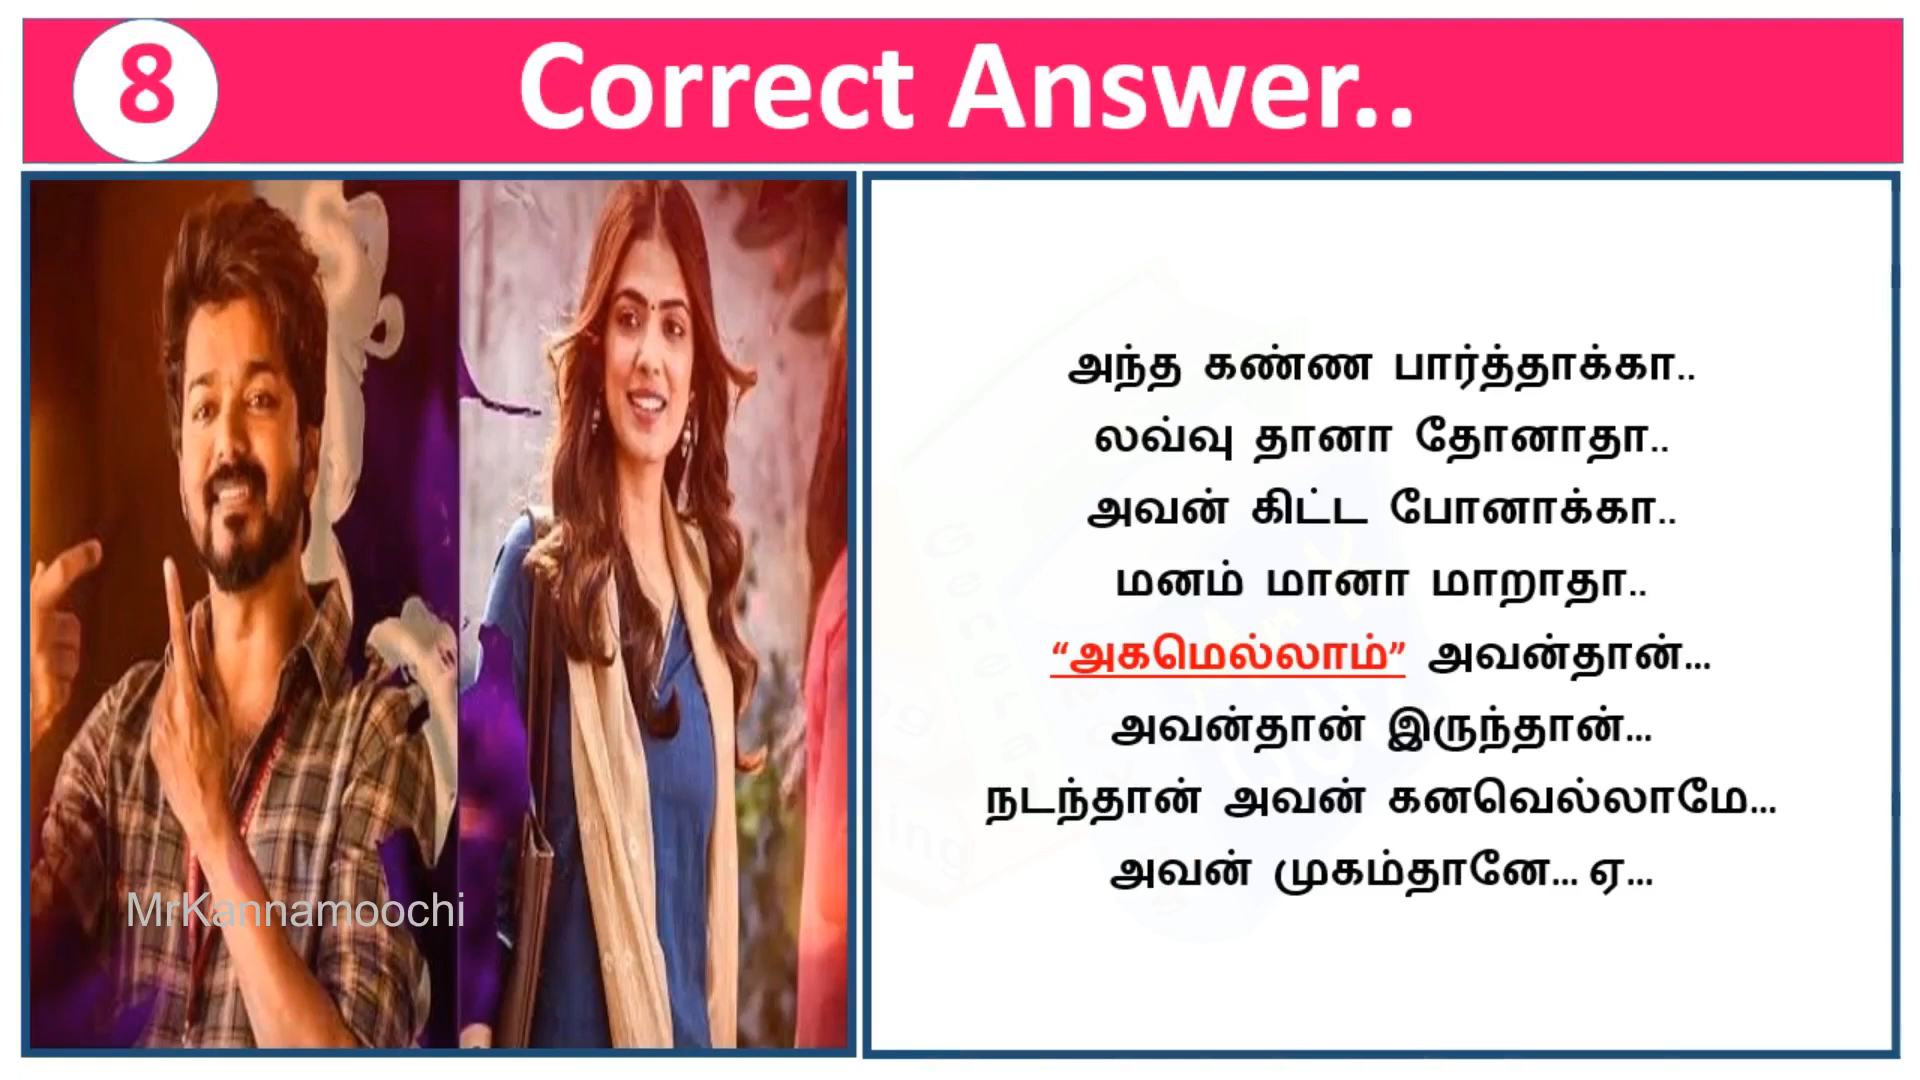 8
Correct Answer..
அந்த கண்ண பார்த்தாக்கா..
லவ்வு தானா தோனாதா..
அவன் கிட்ட போனாக்கா..
மனம் மானா மாறாதா..
“அகமெல்லாம்” அவன்தான்...
அவன்தான் இருந்தான்...
நடந்தான் அவன் கனவெல்லாமே...
அவன் முகம்தானே... ஏ...
MrKannamoochi